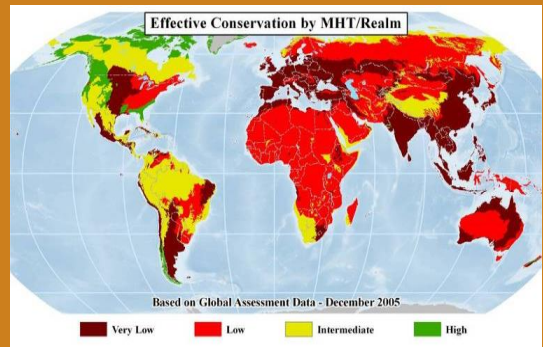 Effective Conservation by MHT/Realm
Based on Global Assessment Data - December 2005
Very Low
Low
Intermediate
High